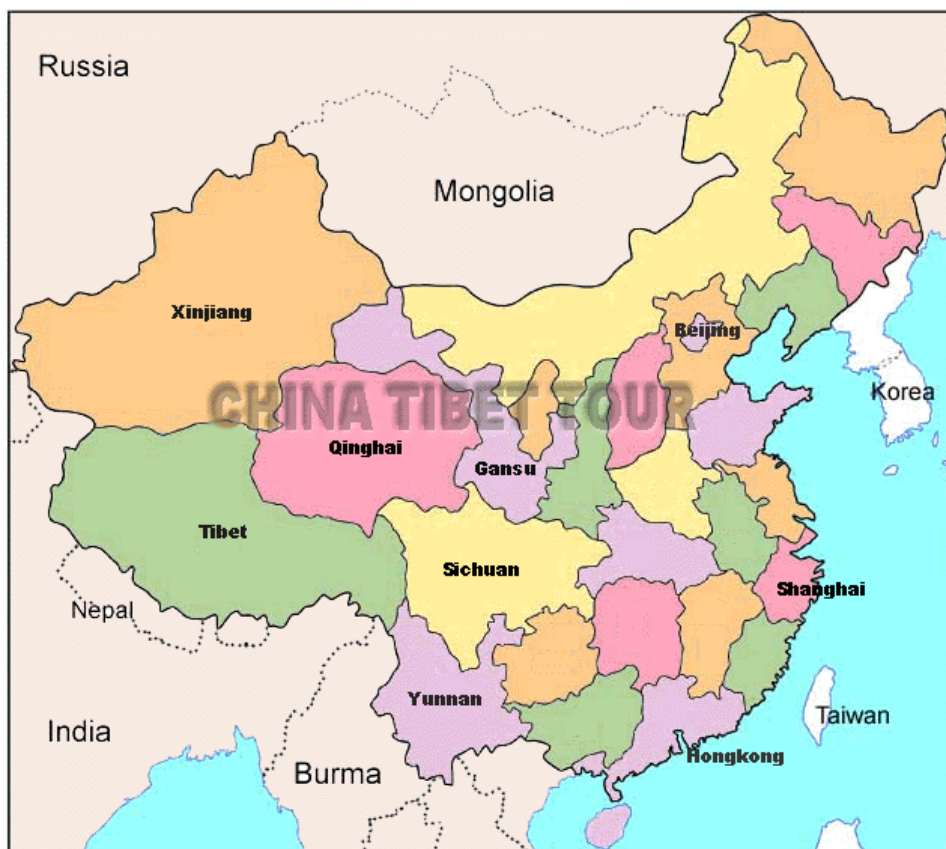 Russia
Mongolia
Xinjiang
Beijing
CHINA TIBET TOUR
Korea
Qinghai
Gansu
Tibet
Sichuan
Shanghai
Nepal
Yunnan
Taiwan
India
Hongkong
Burma